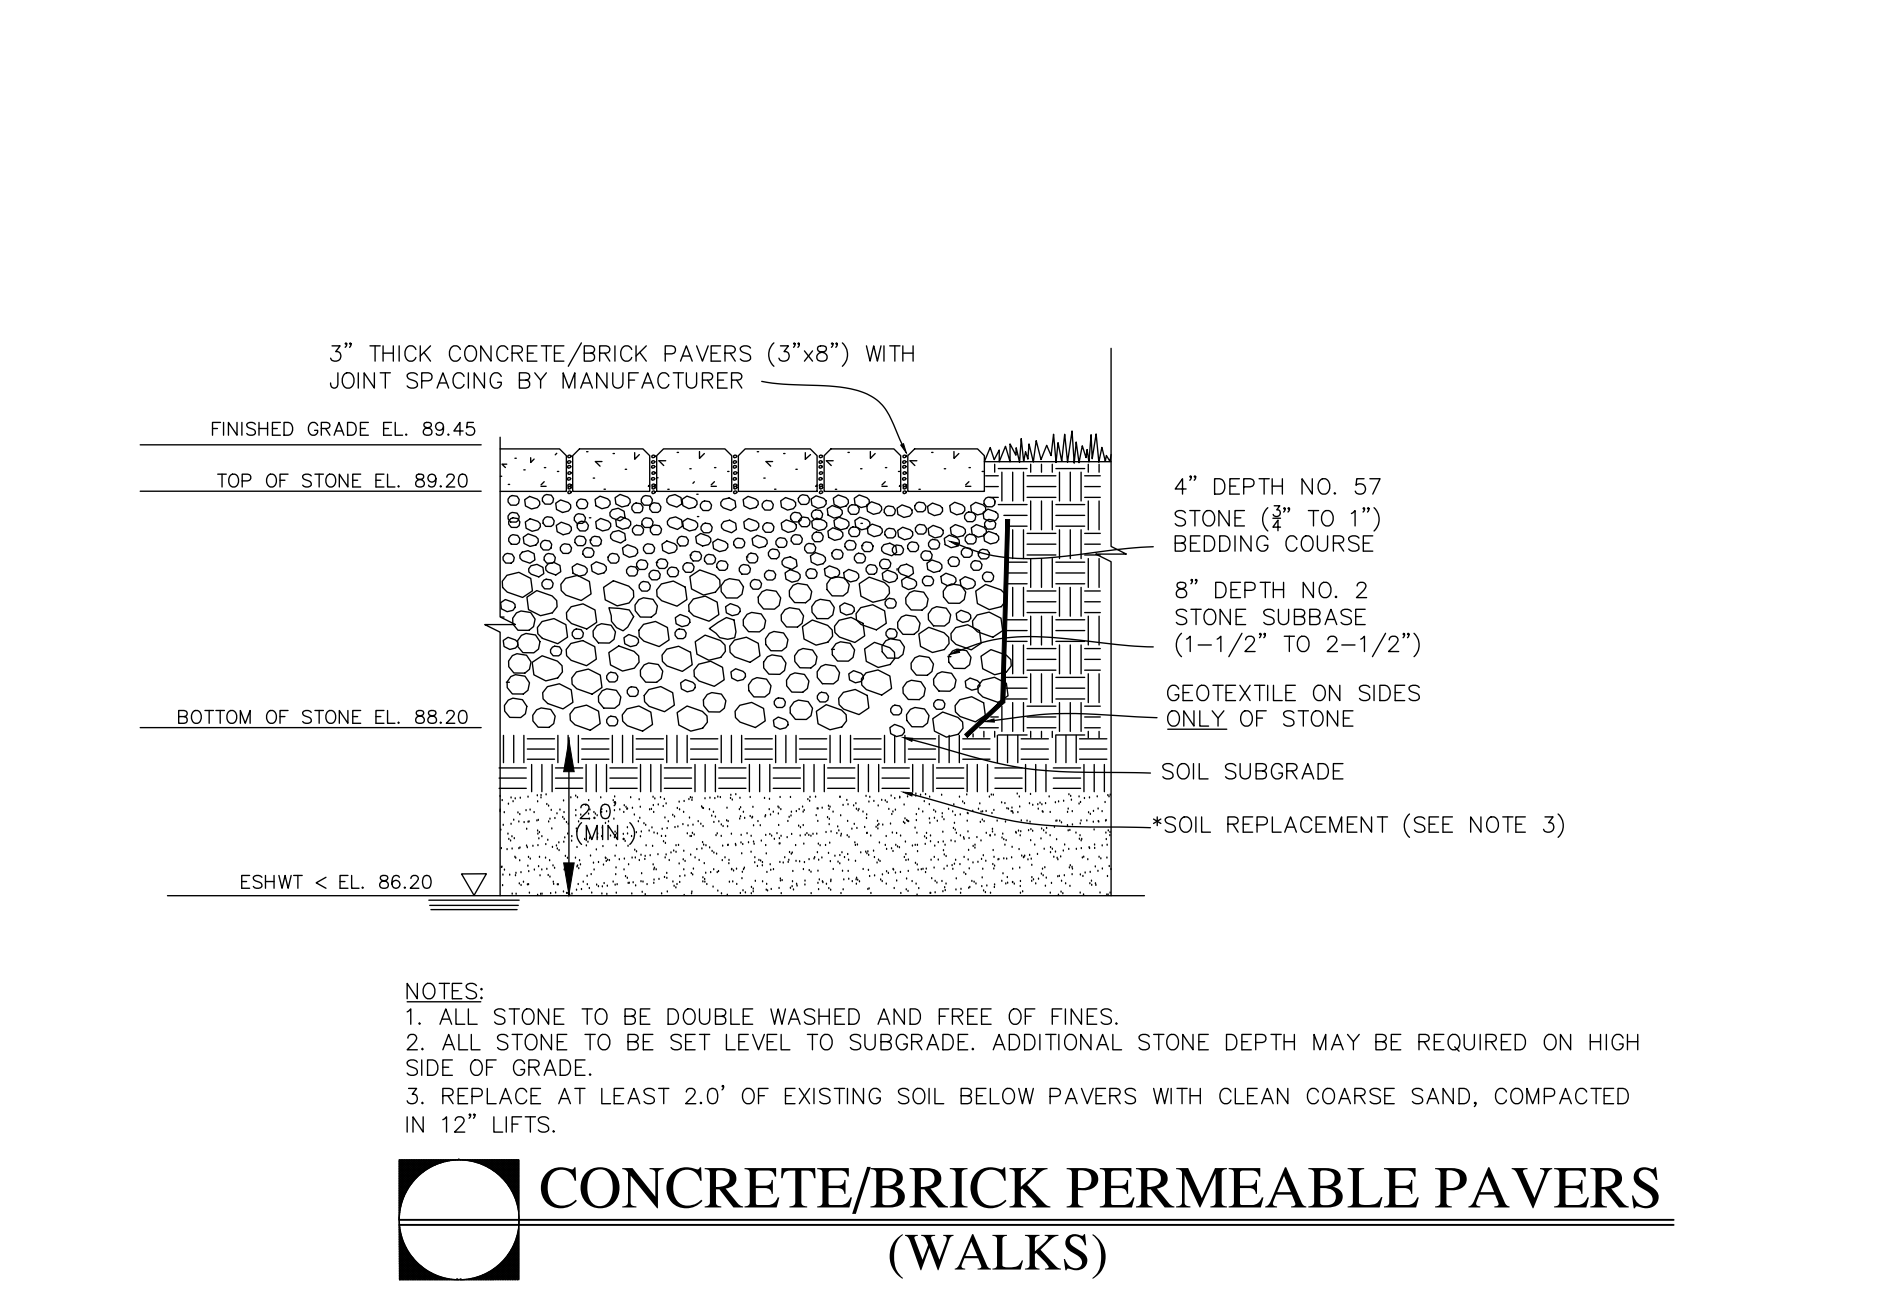 3” THICK CONCRETE/BRICK PAVERS (3”x8”) WITH
JOINT SPACING BY MANUFACTURER
FINISHED GRADE EL. 89.45
TOP OF STONE EL. 89.20
4” DEPTH NO. 57
STONE (3/4” TO 1”)
BEDDING COURSE
8” DEPTH NO. 2
STONE SUBBASE
(1-1/2” TO 2-1/2”)
GEOTEXTILE ON SIDES
ONLY OF STONE
BOTTOM OF STONE EL. 88.20
SOIL SUBGRADE
2.0'
(MIN.)
*SOIL REPLACEMENT (SEE NOTE 3)
ESHWT < EL. 86.20
NOTES:
1. ALL STONE TO BE DOUBLE WASHED AND FREE OF FINES.
2. ALL STONE TO BE SET LEVEL TO SUBGRADE. ADDITIONAL STONE DEPTH MAY BE REQUIRED ON HIGH
SIDE OF GRADE.
3. REPLACE AT LEAST 2.0' OF EXISTING SOIL BELOW PAVERS WITH CLEAN COARSE SAND, COMPACTED
IN 12” LIFTS.
CONCRETE/BRICK PERMEABLE PAVERS
(WALKS)